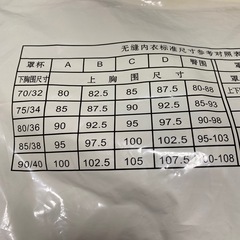 无缝内衣标准尺寸参考对照表
罩杯 A B C D 臀围
下胸围尺寸 上胸围尺寸
70/32 80 82.5 85 87.5 80-88
75/34 85 87.5 90 92.5 85-93
80/36 90 92.5 95 97.5 90-98
85/38 95 97.5 100 102.5 95-103
90/40 100 102.5 105 107.5 -108